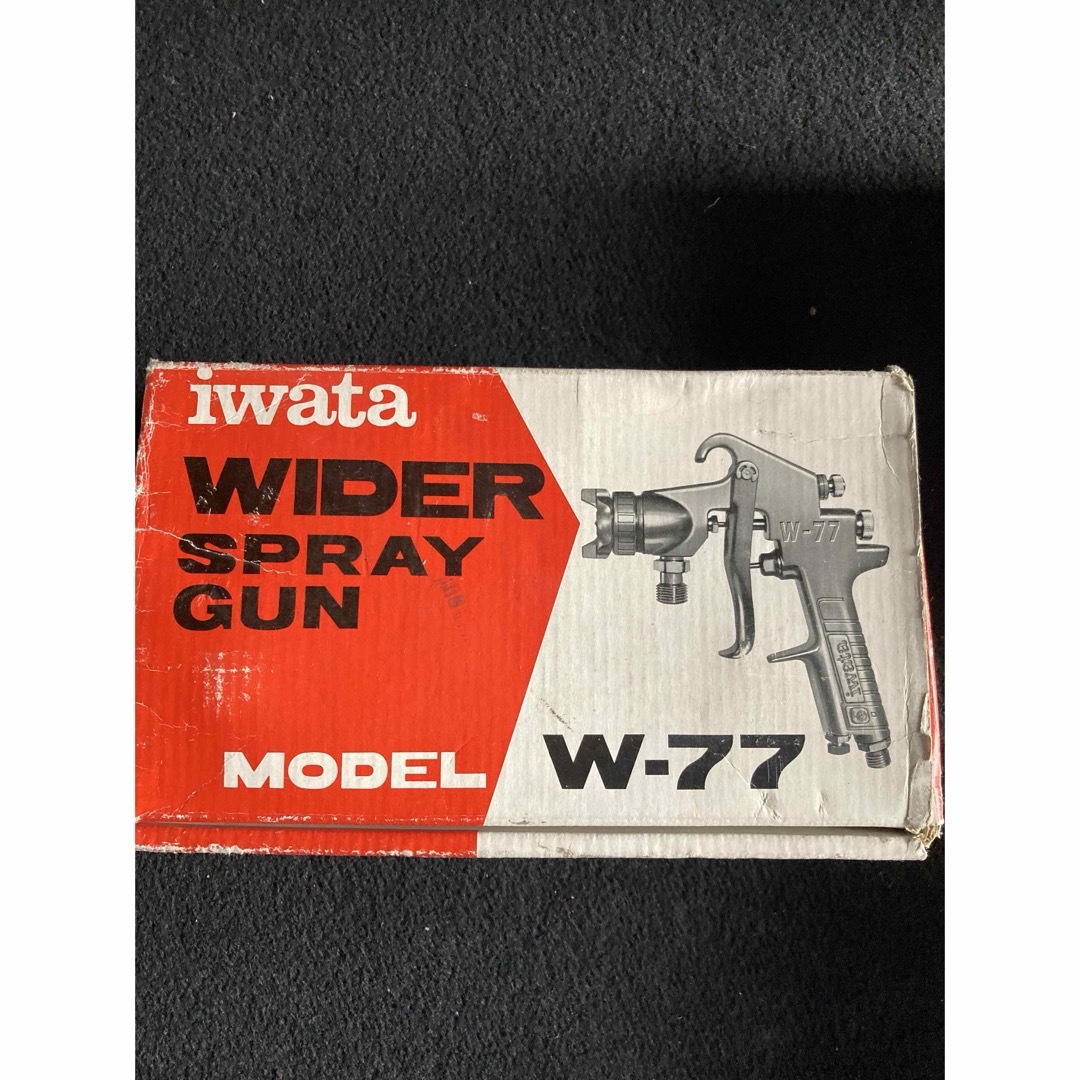 iwata
WIDER
SPRAY
GUN
MODEL W-77
W-77
iwata